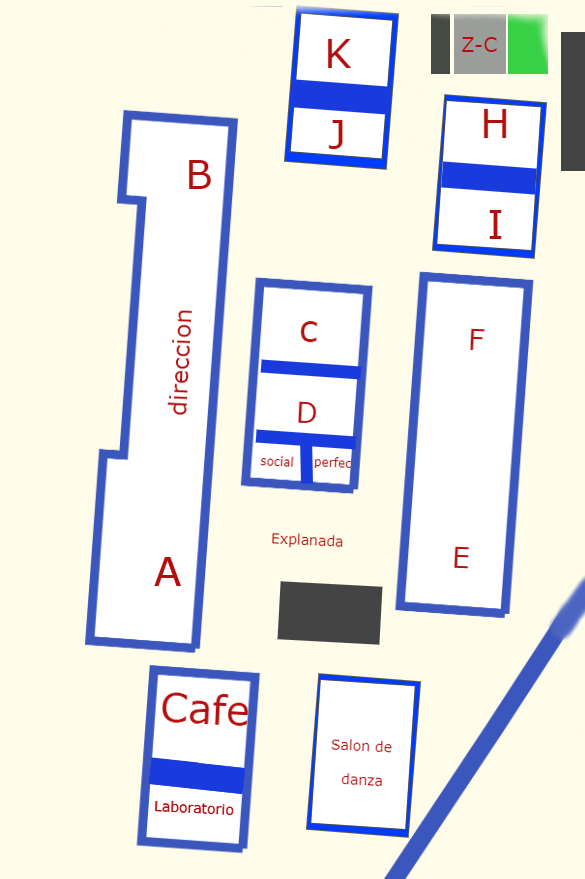 K
Z-C
J
H
B
I
direccion
C
F
D
social
perfec
Explanada
E
A
Cafe
Laboratorio
Salon de
danza